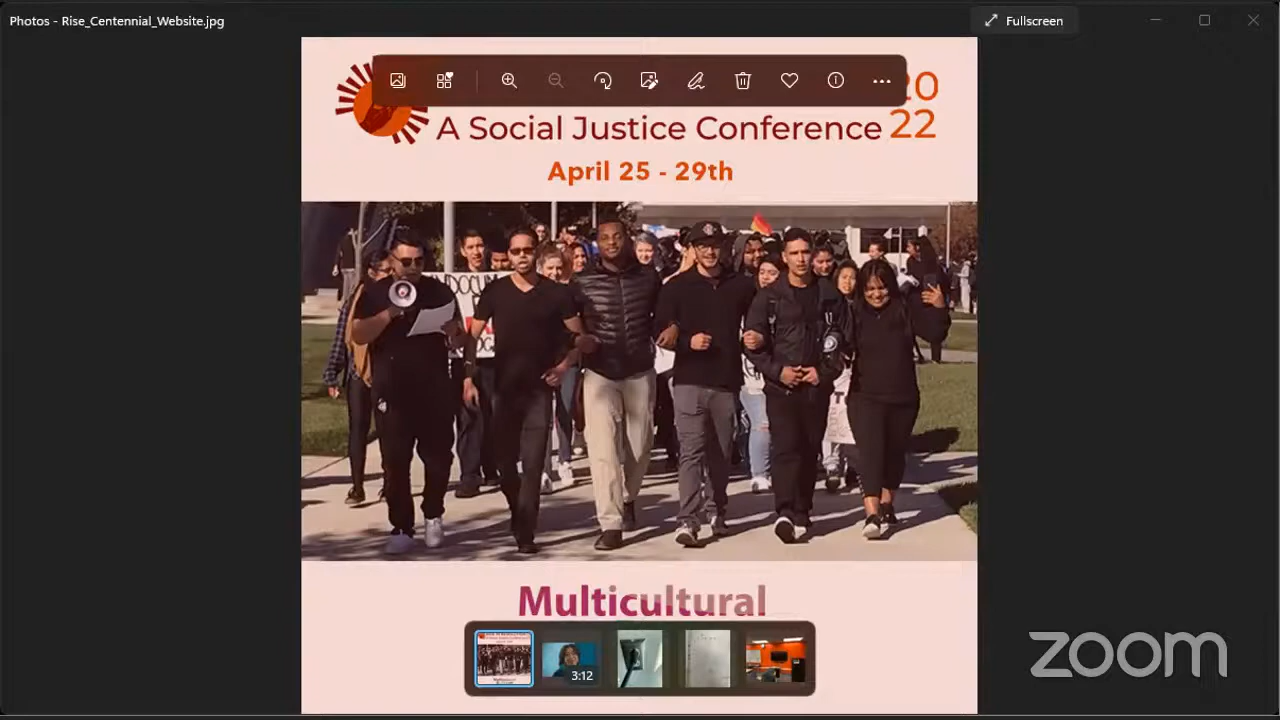 Photos - Rise_Centennial_Website.jpg
Fullscreen
20
22
A Social Justice Conference
April 25 - 29th
Multicultural
3:12
zoom